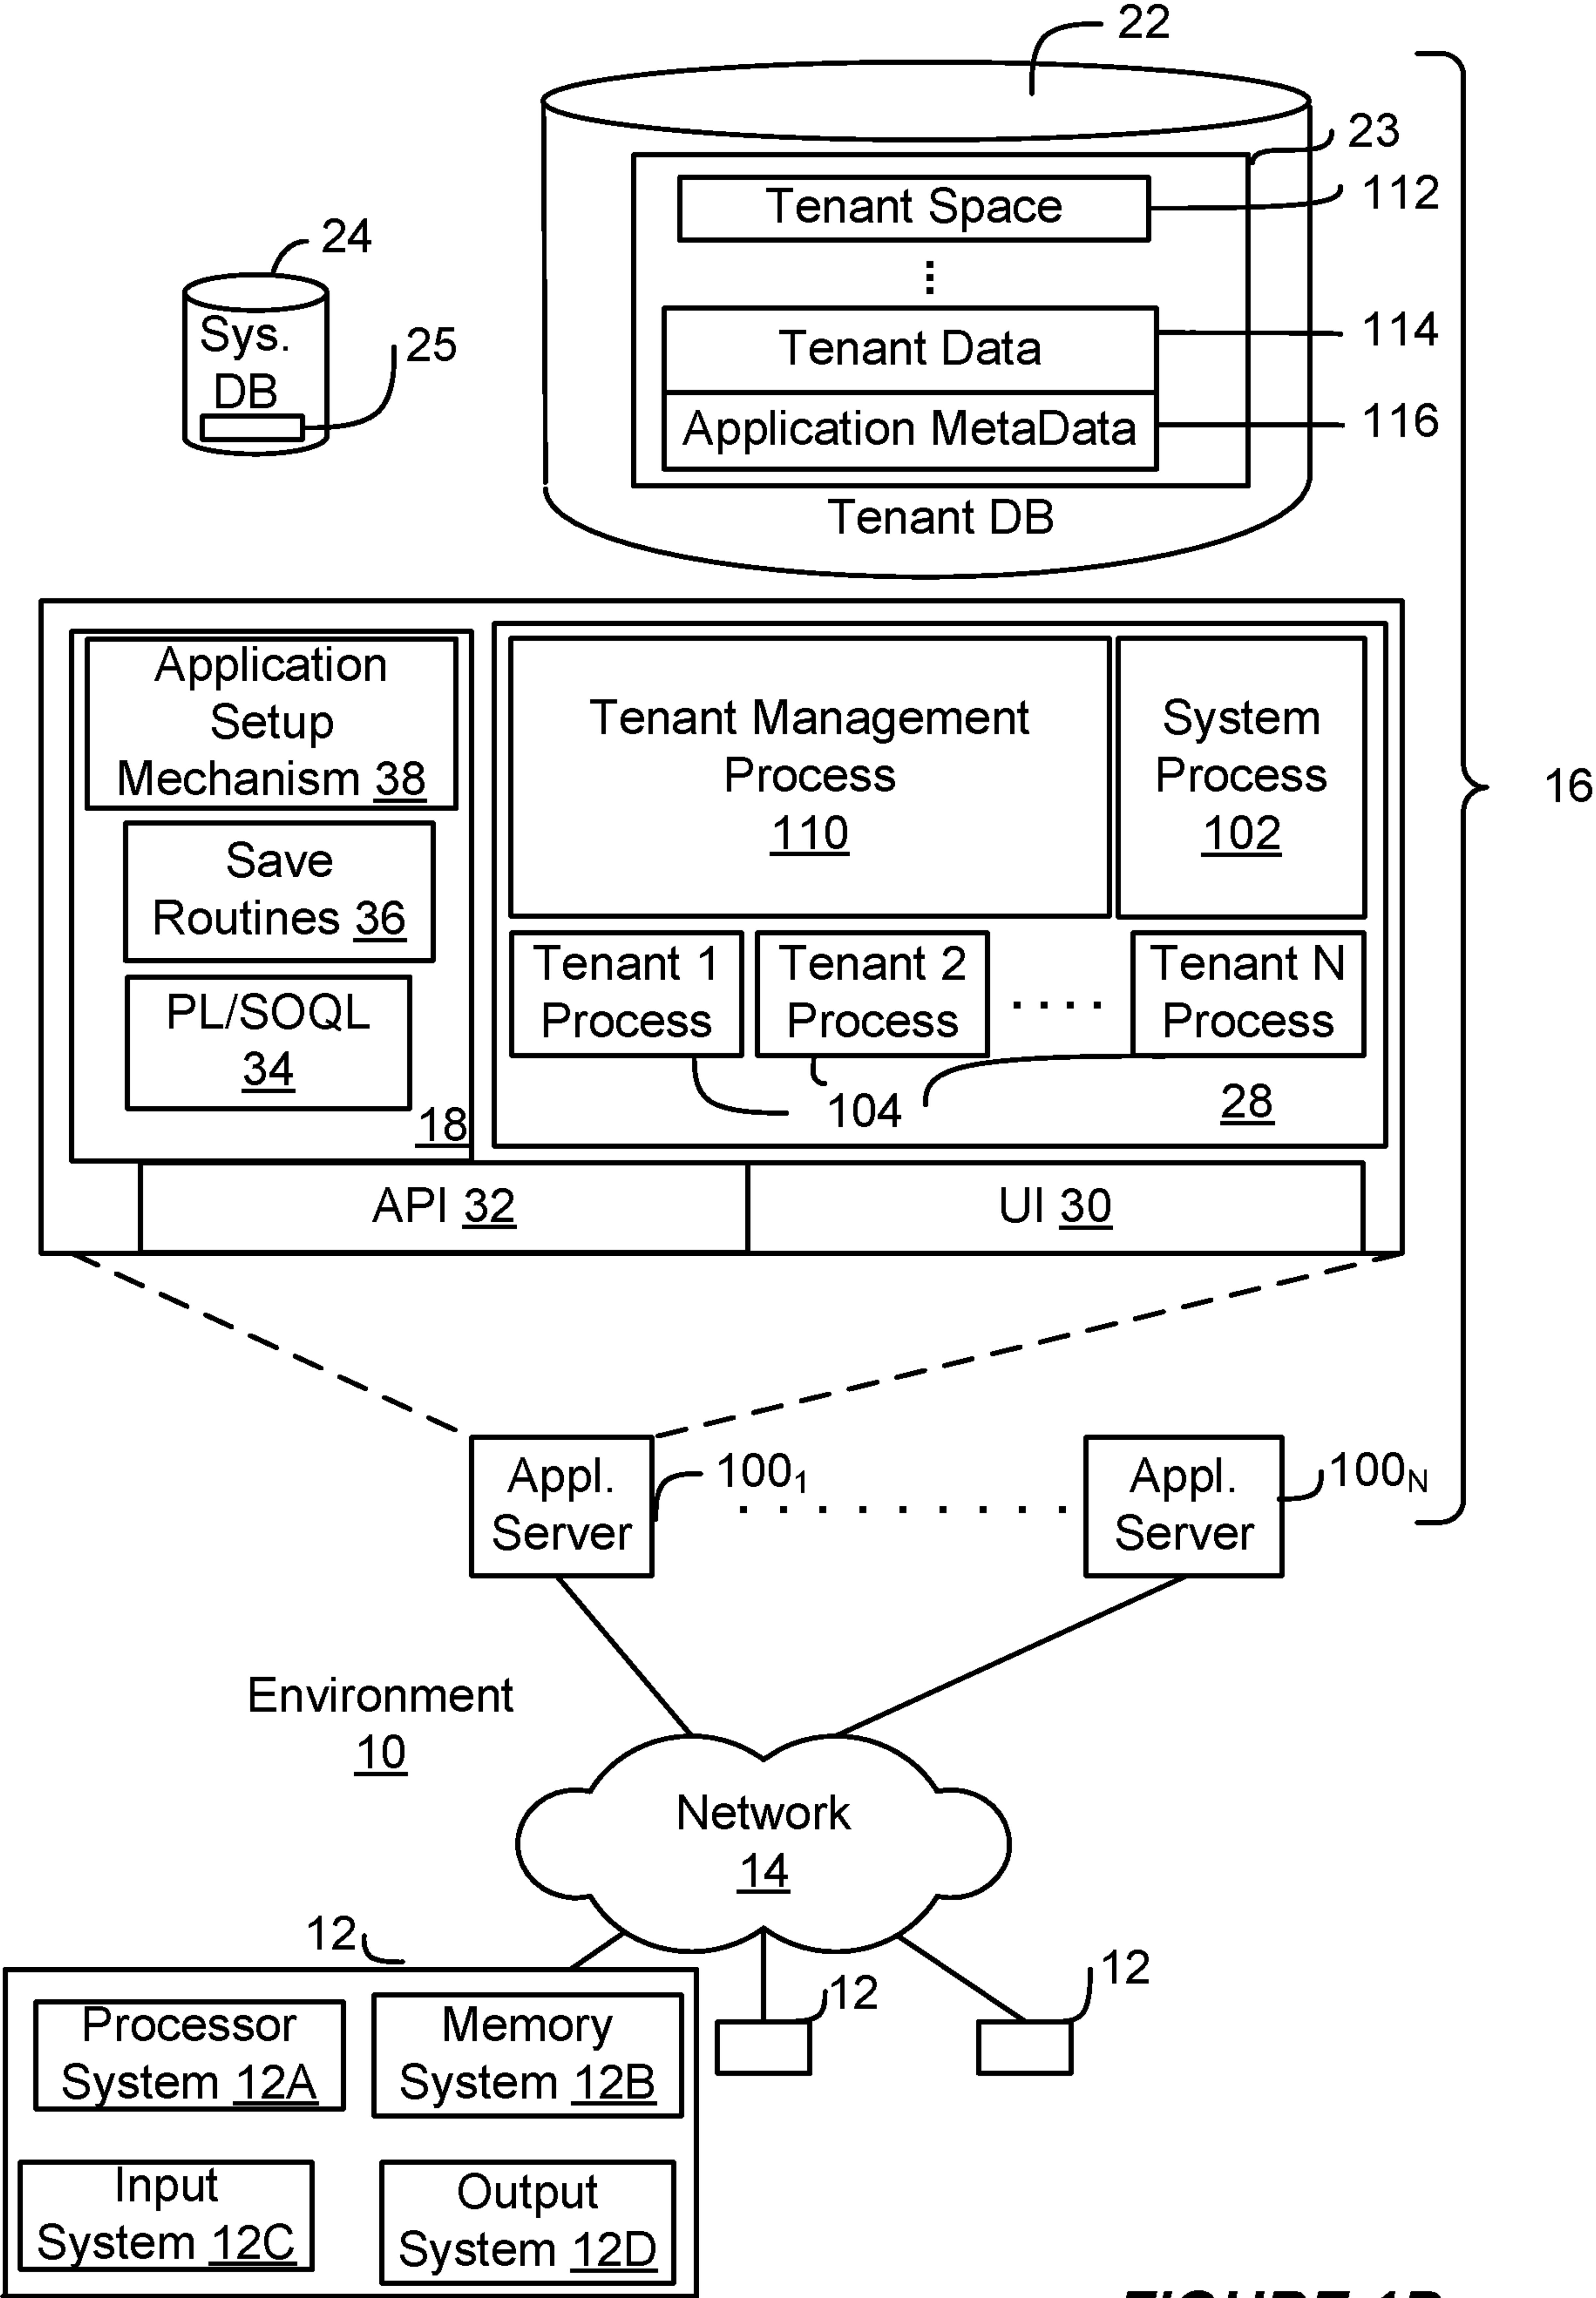 22
23
Tenant Space
112
24
Sys.
DB
25
Tenant Data
114
Application MetaData
116
Tenant DB
Application
Setup
Mechanism 38
Tenant Management
Process
110
System
Process
102
16
Save
Routines 36
Tenant 1
Process
Tenant 2
Process
. . . .
Tenant N
Process
PL/SOQL
34
104
28
18
API 32
UI 30
Appl.
Server
100₁
. . . . . . . . .
Appl.
Server
100N
Environment
10
Network
14
12
12
12
Processor
System 12A
Memory
System 12B
Input
System 12C
Output
System 12D